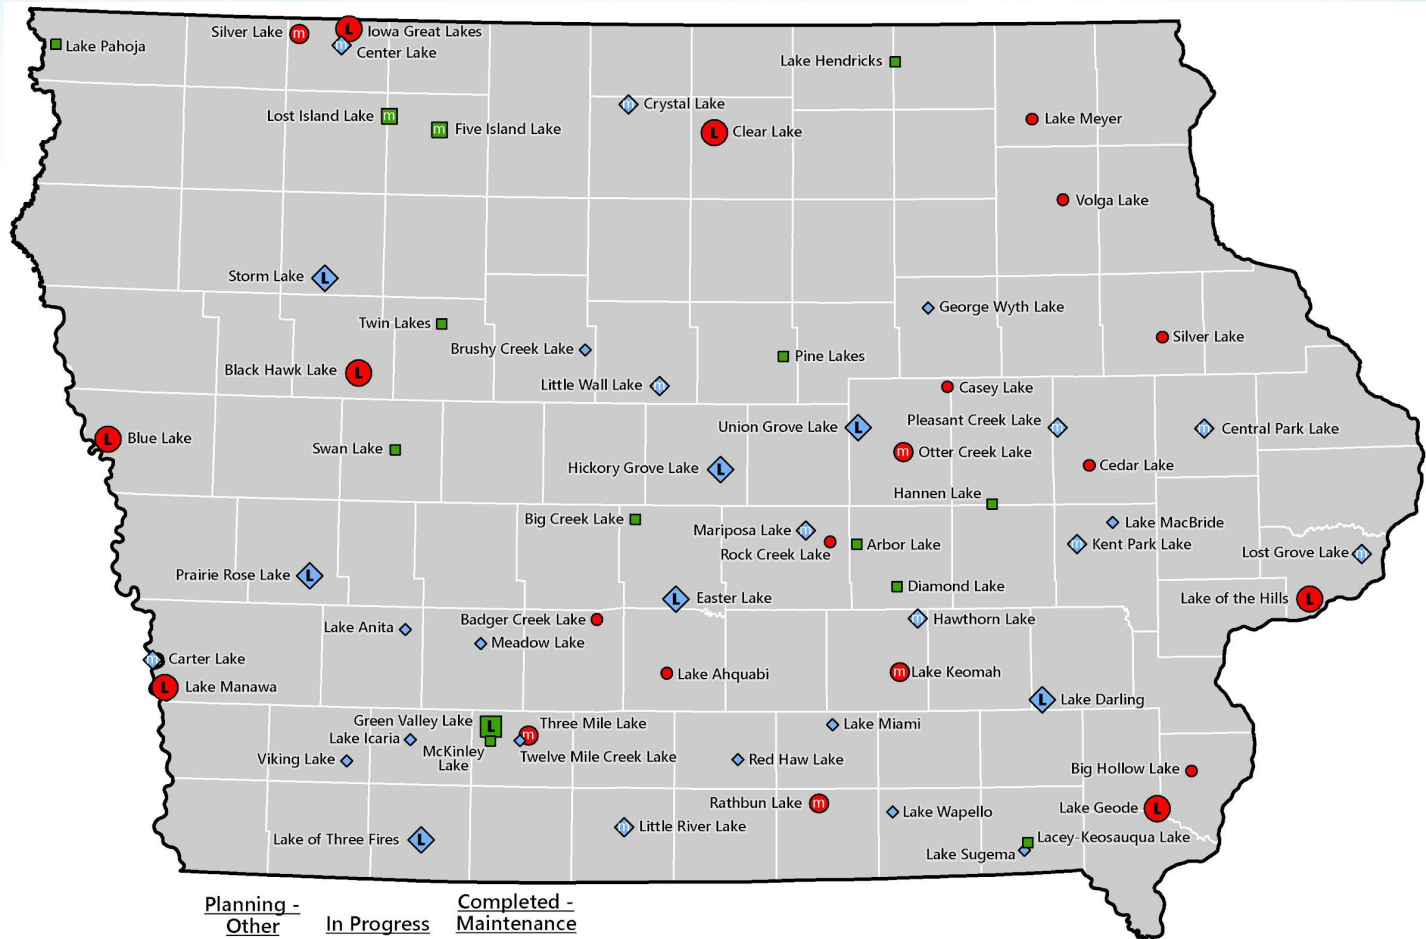 Silver Lake
m
L
Iowa Great Lakes
Lake Pahoja
m
Center Lake
Lake Hendricks
m
Crystal Lake
Lost Island Lake
m
m
Five Island Lake
L
Clear Lake
Lake Meyer
Volga Lake
Storm Lake
L
George Wyth Lake
Twin Lakes
Silver Lake
Brushy Creek Lake
Pine Lakes
Black Hawk Lake
L
Little Wall Lake
m
Casey Lake
Union Grove Lake
L
Pleasant Creek Lake
m
m
Central Park Lake
L
Blue Lake
Swan Lake
m
Otter Creek Lake
Hickory Grove Lake
L
Cedar Lake
Hannen Lake
Big Creek Lake
Mariposa Lake
m
Lake MacBride
Rock Creek Lake
Arbor Lake
m
Kent Park Lake
Lost Grove Lake
m
Prairie Rose Lake
L
Diamond Lake
L
Easter Lake
Lake of the Hills
L
Badger Creek Lake
m
Hawthorn Lake
Lake Anita
Meadow Lake
m
Carter Lake
L
Lake Manawa
Lake Ahquabi
m
Lake Keomah
L
Lake Darling
Green Valley Lake
L
Three Mile Lake
m
Lake Miami
Lake Icaria
McKinley
Lake
Twelve Mile Creek Lake
Viking Lake
Red Haw Lake
Big Hollow Lake
Rathbun Lake
m
Lake Geode
L
Lake Wapello
m
Little River Lake
Lake of Three Fires
L
Lacey-Keosauqua Lake
Lake Sugema
Planning -
Other
In Progress
Completed -
Maintenance